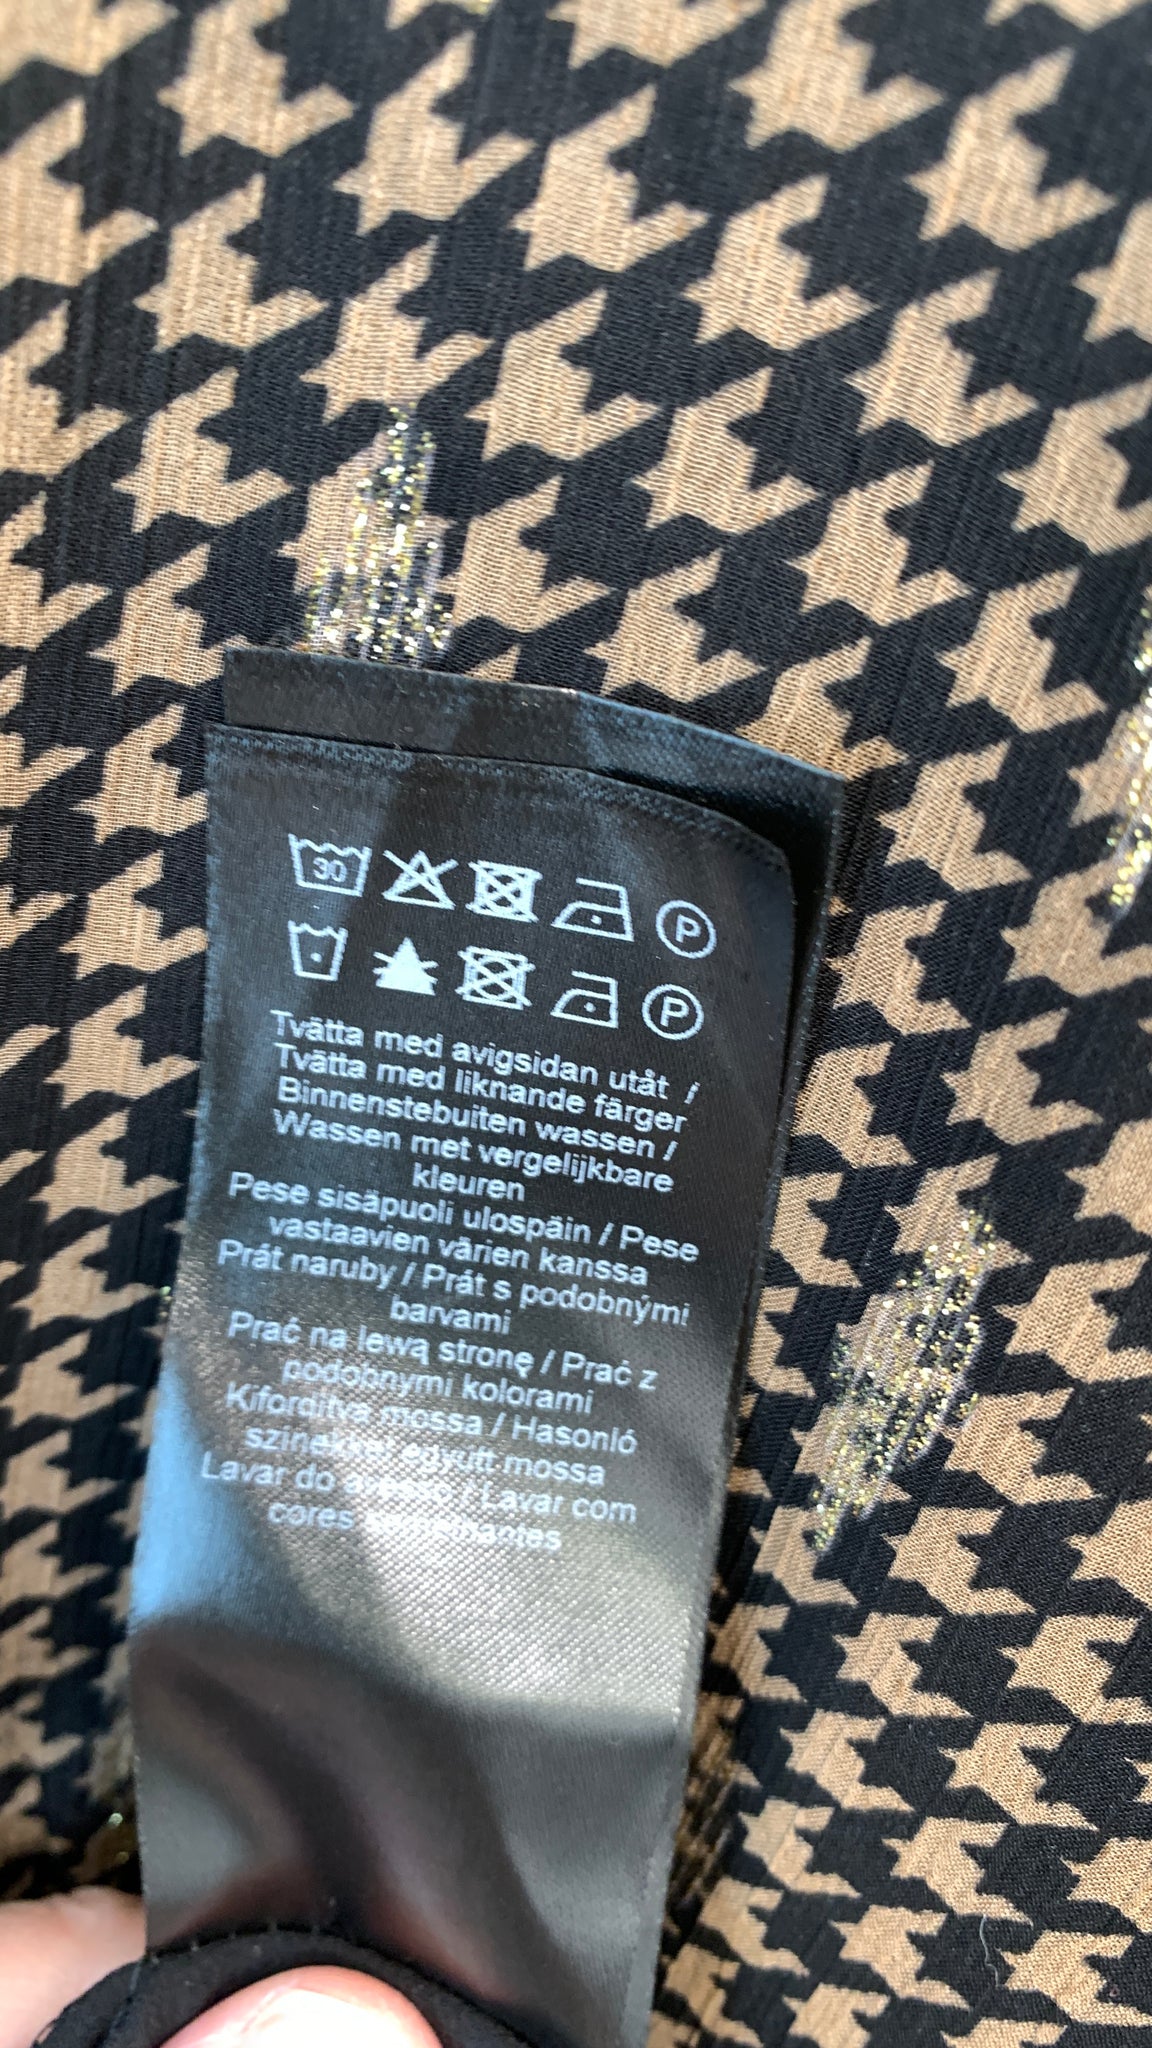 30
P
P
Tvätta med avigsidan utåt /
Tvätta med liknande färger
Binnenstebuiten wassen /
Wassen met vergelijkbare
kleuren
Pese sisäpuoli ulospäin / Pese
vastaavien värien kanssa
Prát naruby / Prát s podobnými
barvami
Prać na lewą stronę / Prać z
podobnymi kolorami
Kifordítva mossa / Hasonló
színekkel együtt mossa
Lavar do avesso / Lavar com
cores semelhantes